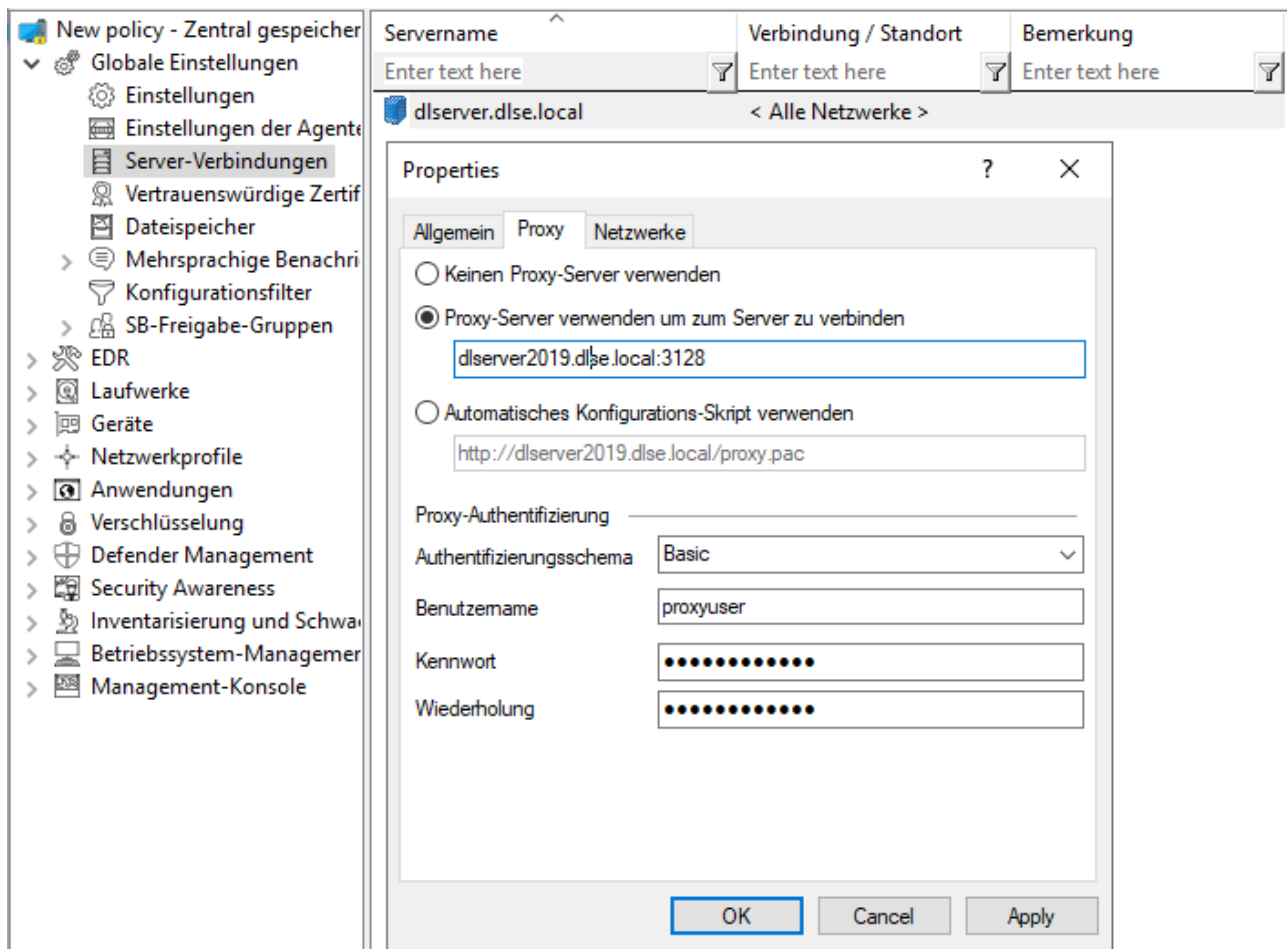 New policy - Zentral gespeicher
Globale Einstellungen
Einstellungen
Einstellungen der Agente
Server-Verbindungen
Vertrauenswürdige Zertif
Dateispeicher
Mehrsprachige Benachri
Konfigurationsfilter
SB-Freigabe-Gruppen
EDR
Laufwerke
Geräte
Netzwerkprofile
Anwendungen
Verschlüsselung
Defender Management
Security Awareness
Inventarisierung und Schwa
Betriebssystem-Managemer
Management-Konsole
Servername Verbindung / Standort Bemerkung
Enter text here Enter text here Enter text here
dlserver.dlse.local < Alle Netzwerke >
Properties ?
Allgemein Proxy Netzwerke
Keinen Proxy-Server verwenden
Proxy-Server verwenden um zum Server zu verbinden
dlserver2019.dlse.local:3128
Automatisches Konfigurations-Skript verwenden
http://dlserver2019.dlse.local/proxy.pac
Proxy-Authentifizierung
Authentifizierungsschema Basic
Benutzername proxyuser
Kennwort ●●●●●●●●●●●●
Wiederholung ●●●●●●●●●●●●
OK Cancel Apply